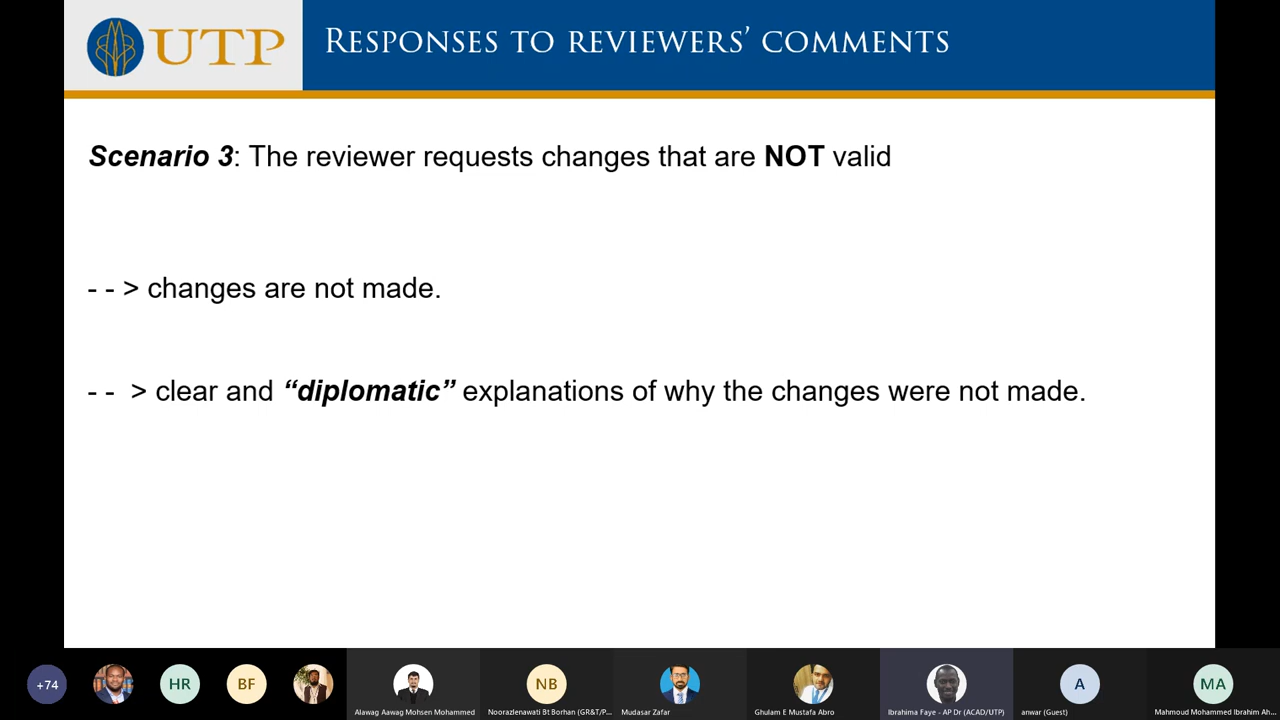 UTP
RESPONSES TO REVIEWERS’ COMMENTS
Scenario 3: The reviewer requests changes that are NOT valid
- - > changes are not made.
- - > clear and “diplomatic” explanations of why the changes were not made.
+74
HR
BF
NB
A
MA
Alawag Aawag Mohsen Mohammed
Noorazlenawati Bt Borhan (GR&T/P...
Mudasar Zafar
Ghulam E Mustafa Abro
Ibrahima Faye - AP Dr (ACAD/UTP)
anwar (Guest)
Mahmoud Mohammed Ibrahim Ah...